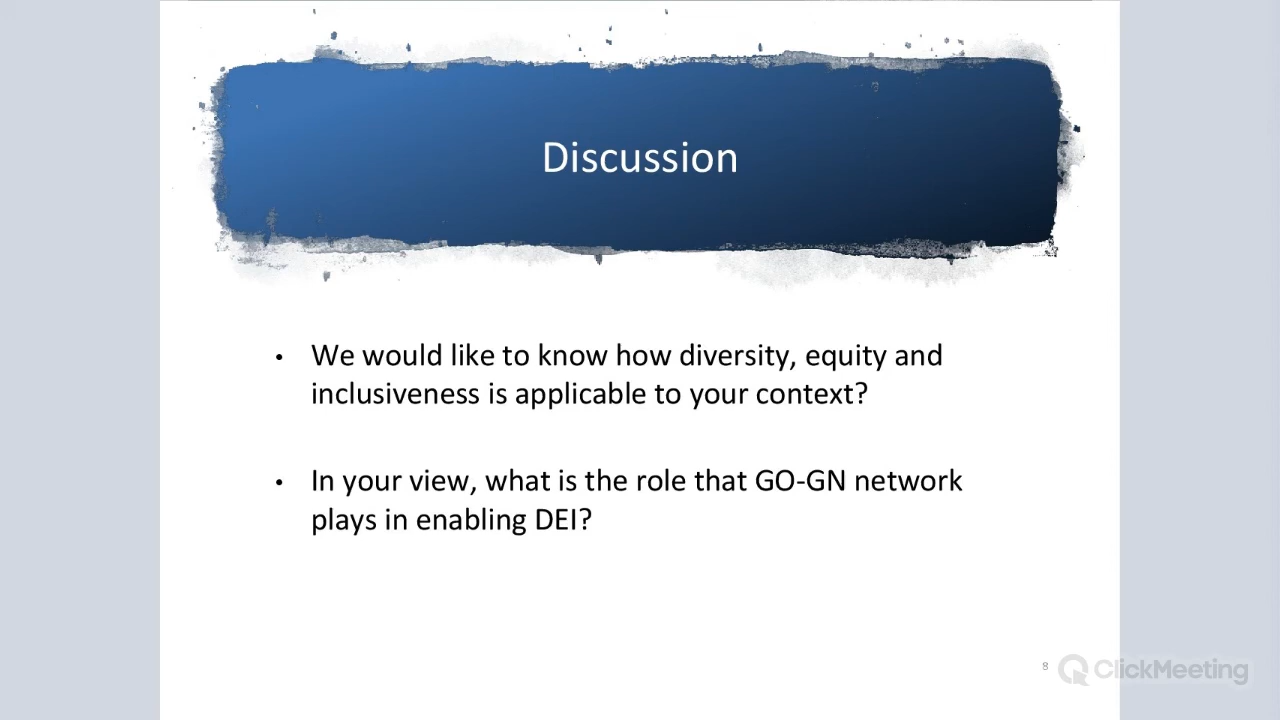 Discussion
• We would like to know how diversity, equity and
inclusiveness is applicable to your context?
• In your view, what is the role that GO-GN network
plays in enabling DEI?
8
ClickMeeting